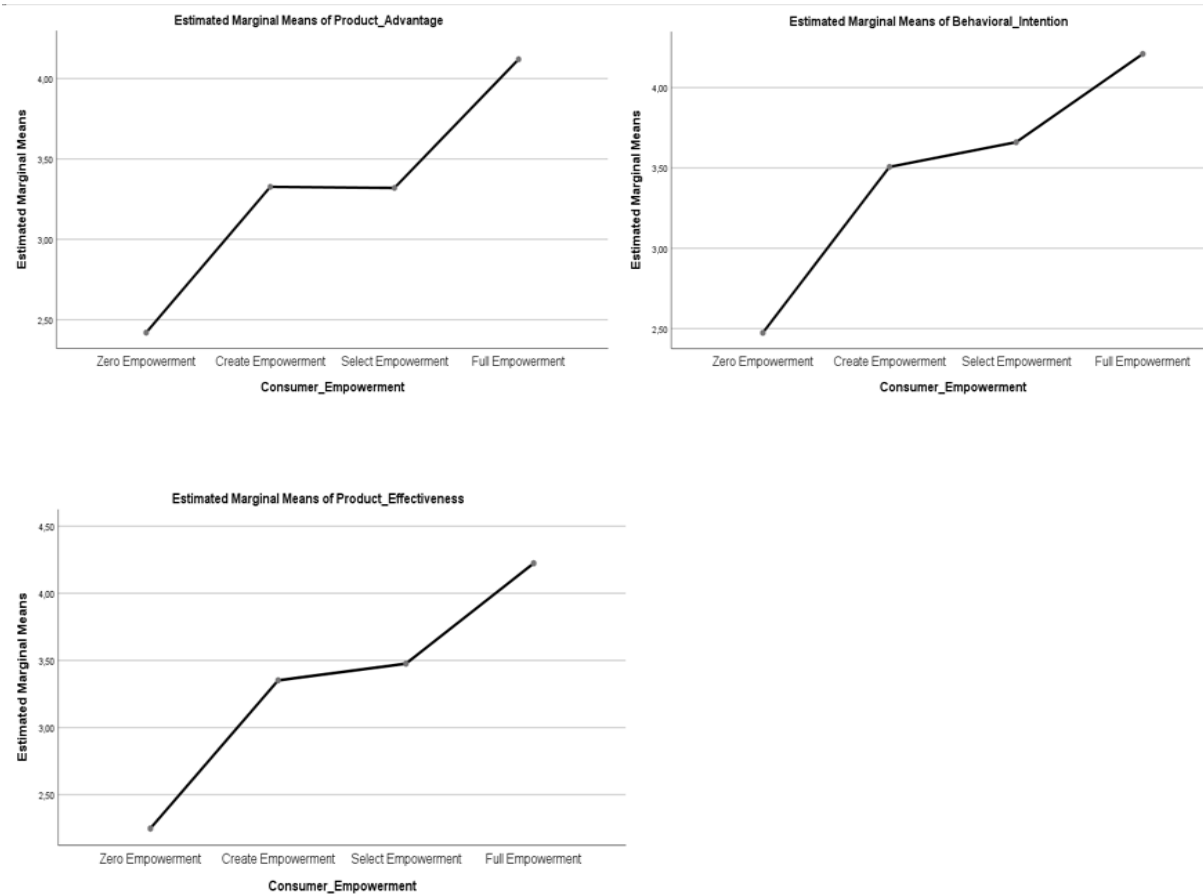 Estimated Marginal Means of Product_Advantage
Estimated Marginal Means
4,00
3,50
3,00
2,50
Zero Empowerment Create Empowerment Select Empowerment Full Empowerment
Consumer_Empowerment
Estimated Marginal Means of Behavioral_Intention
Estimated Marginal Means
4,00
3,50
3,00
2,50
Zero Empowerment Create Empowerment Select Empowerment Full Empowerment
Consumer_Empowerment
Estimated Marginal Means of Product_Effectiveness
Estimated Marginal Means
4,50
4,00
3,50
3,00
2,50
Zero Empowerment Create Empowerment Select Empowerment Full Empowerment
Consumer_Empowerment